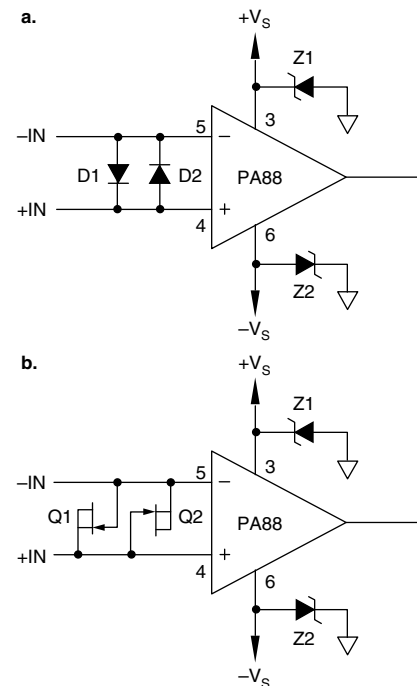 a.
+VS
Z1
3
–IN
5
–
D1
D2
PA88
+IN
+
4
6
Z2
–VS
b.
+VS
Z1
3
–IN
5
–
Q1
Q2
PA88
+IN
+
4
6
Z2
–VS